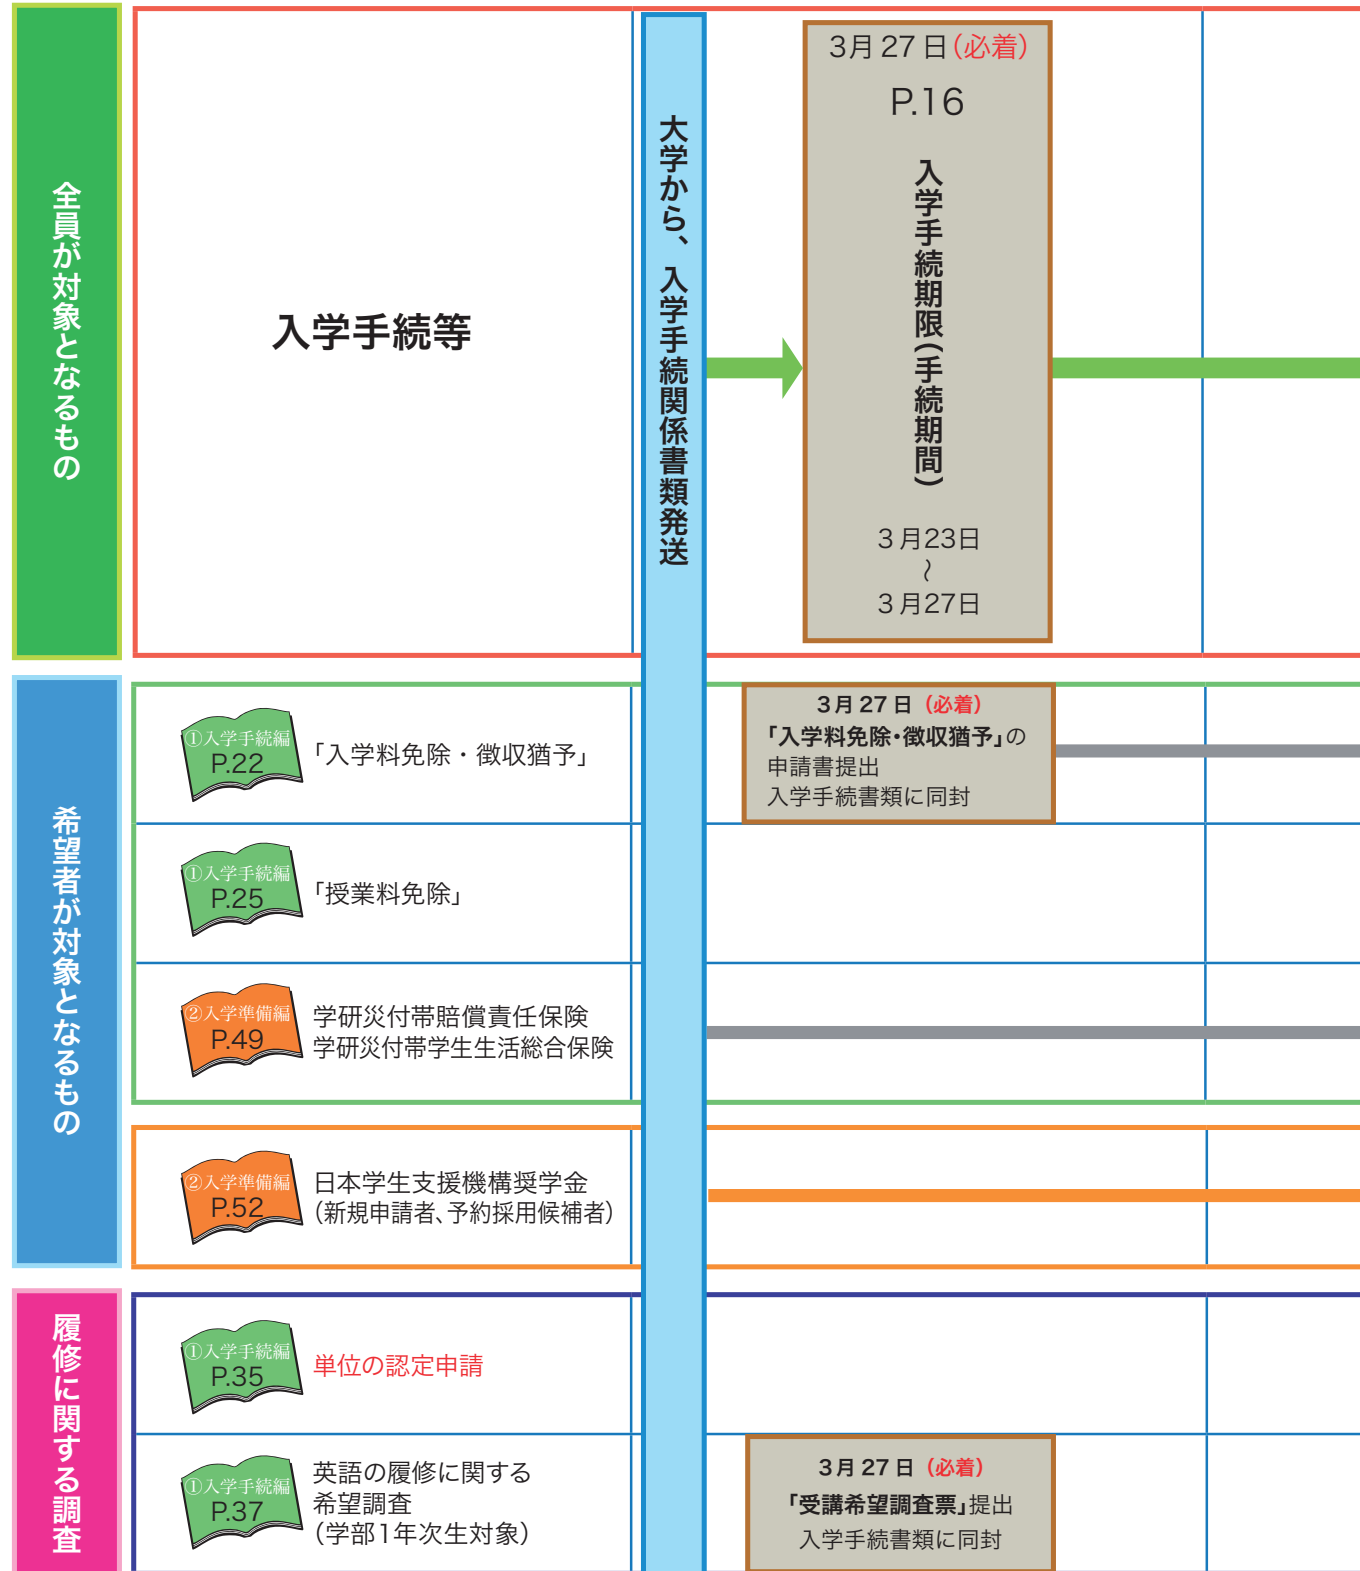 全員が対象となるもの
入学手続等
大学から、入学手続関係書類発送
3月 27 日(必着)
P.16
入学手続期限(手続期間)
3月23日
〜
3月27日
希望者が対象となるもの
①入学手続編
P.22
「入学料免除・徴収猶予」
3月 27 日(必着)
「入学料免除・徴収猶予」の
申請書提出
入学手続書類に同封
①入学手続編
P.25
「授業料免除」
②入学準備編
P.49
学研災付帯賠償責任保険
学研災付帯学生生活総合保険
②入学準備編
P.52
日本学生支援機構奨学金
(新規申請者、予約採用候補者)
履修に関する調査
①入学手続編
P.35
単位の認定申請
①入学手続編
P.37
英語の履修に関する
希望調査
(学部1年次生対象)
3月 27 日(必着)
「受講希望調査票」提出
入学手続書類に同封